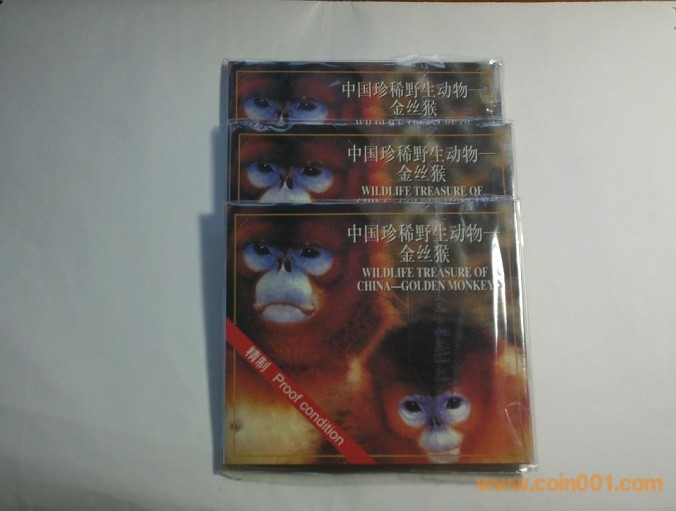 中国珍稀野生动物—
金丝猴
中国珍稀野生动物—
金丝猴
WILDLIFE TREASURE OF
中国珍稀野生动物—
金丝猴
WILDLIFE TREASURE OF
CHINA—GOLDEN MONKEY
精制 Proof condition
www.coin001.com